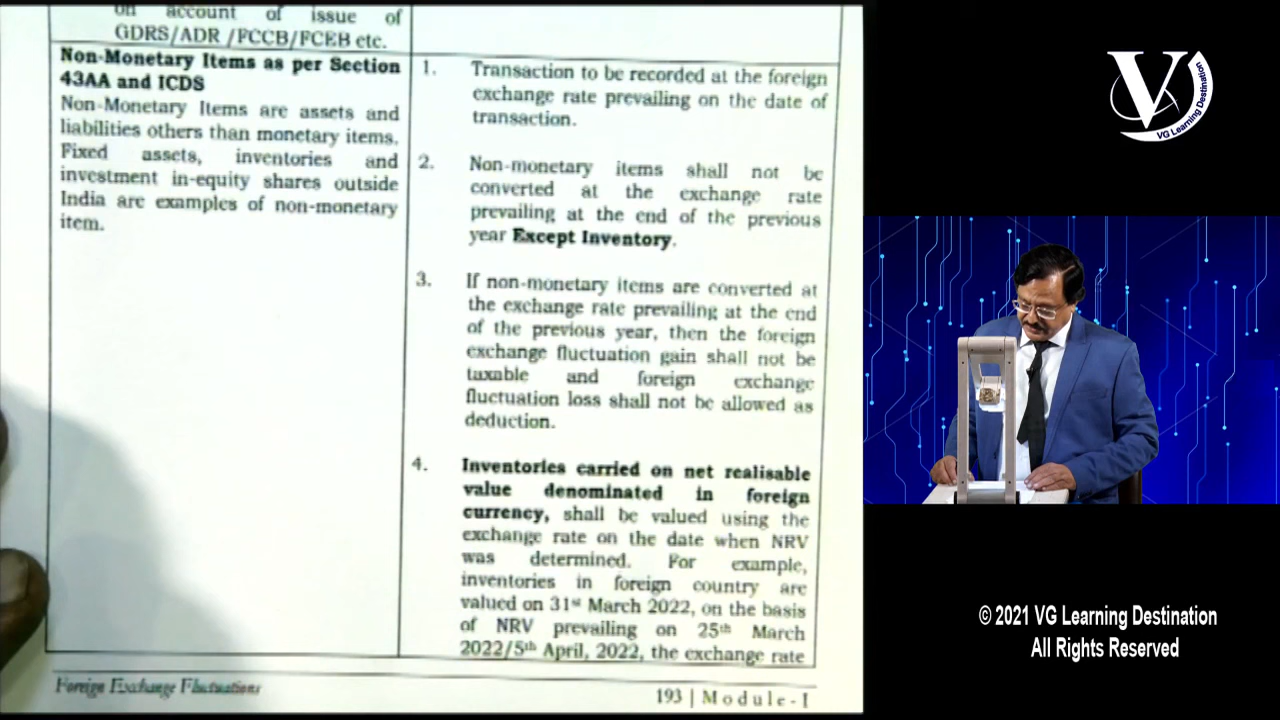 on account of issue of
GDRS/ADR /FCCB/FCEB etc.
Non-Monetary Items as per Section
43AA and ICDS
Non-Monetary Items are assets and
liabilities others than monetary items.
Fixed assets, inventories and
investment in-equity shares outside
India are examples of non-monetary
item.
1. Transaction to be recorded at the foreign
exchange rate prevailing on the date of
transaction.
2. Non-monetary items shall not be
converted at the exchange rate
prevailing at the end of the previous
year Except Inventory.
3. If non-monetary items are converted at
the exchange rate prevailing at the end
of the previous year, then the foreign
exchange fluctuation gain shall not be
taxable and foreign exchange
fluctuation loss shall not be allowed as
deduction.
4. Inventories carried on net realisable
value denominated in foreign
currency, shall be valued using the
exchange rate on the date when NRV
was determined. For example,
inventories in foreign country are
valued on 31st March 2022, on the basis
of NRV prevailing on 25th March
2022/5th April, 2022, the exchange rate
Foreign Exchange Fluctuations
193 | Module-I
V
VG Learning Destination
© 2021 VG Learning Destination
All Rights Reserved